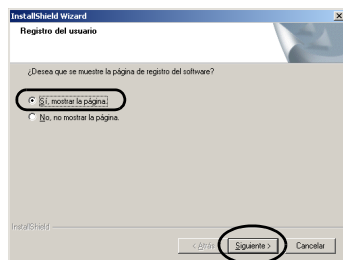 InstallShield Wizard
Registro del usuario
¿Desea que se muestre la página de registro del software?
Sí, mostrar la página.
No, no mostrar la página.
InstallShield
< Atrás
Siguiente >
Cancelar